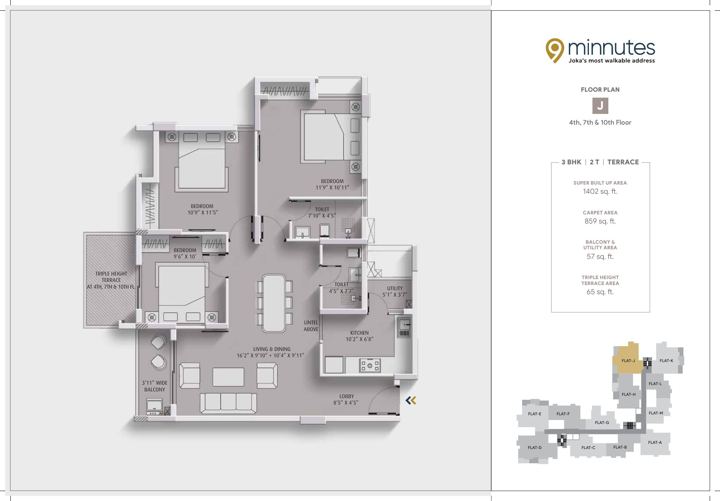 9 minnutes
Joka's most walkable address
FLOOR PLAN
J
4th, 7th & 10th Floor
3 BHK | 2 T | TERRACE
SUPER BUILT UP AREA
1402 sq. ft.
CARPET AREA
859 sq. ft.
BALCONY &
UTILITY AREA
57 sq. ft.
TRIPLE HEIGHT
TERRACE AREA
65 sq. ft.
BEDROOM
11'9" X 10'11"
BEDROOM
10'9" X 11'5"
TOILET
7'10" X 4'5"
BEDROOM
9'6" X 10'
TRIPLE HEIGHT
TERRACE
AT 4TH, 7TH & 10TH FL.
TOILET
4'5" X 7'7"
UTILITY
5'1" X 3'7"
LINTEL
ABOVE
KITCHEN
10'2" X 6'8"
LIVING & DINING
16'2" X 9'10" + 10'4" X 9'11"
3'11" WIDE
BALCONY
LOBBY
8'5" X 4'5"
FLAT-J
FLAT-K
FLAT-L
FLAT-H
FLAT-M
FLAT-E
FLAT-F
FLAT-G
FLAT-D
FLAT-C
FLAT-B
FLAT-A